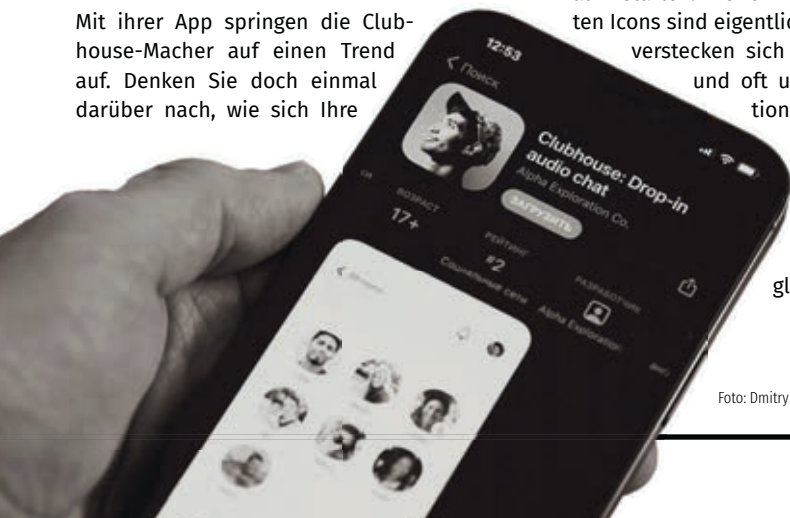 Mit ihrer App springen die Club-
house-Macher auf einen Trend
auf. Denken Sie doch einmal
darüber nach, wie sich Ihre
ten Icons sind eigentlic
verstecken sich
und oft u
tion
gl
12:53
Поиск
Clubhouse: Drop-in
audio chat
Alpha Exploration Co.
ЗАГРУЗИТЬ
ВОЗРАСТ
17+
РЕЙТИНГ
#2
Социальные сети
РАЗРАБОТЧИК
Alpha Exploration
Foto: Dmitry